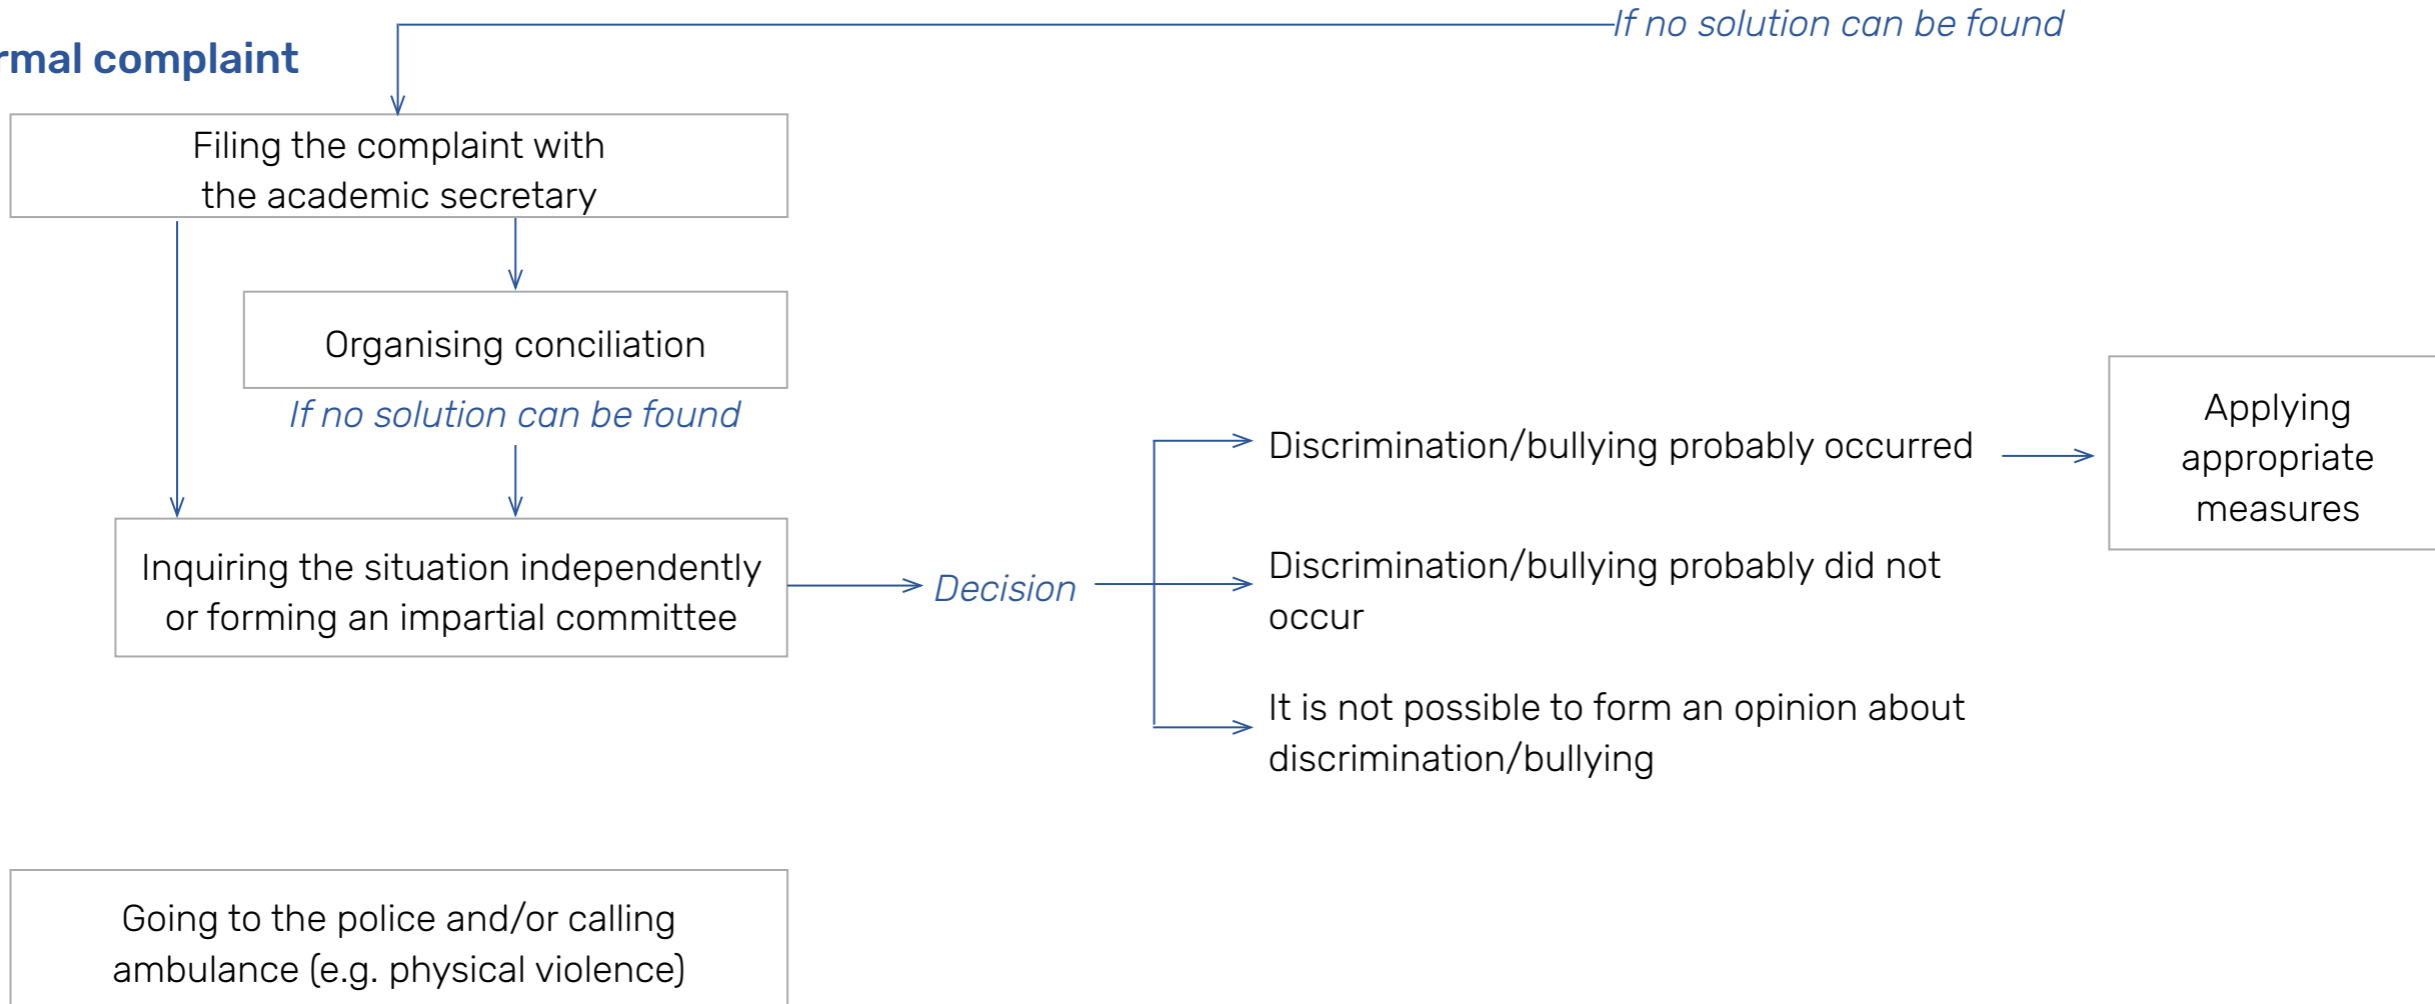 If no solution can be found
rmal complaint
Filing the complaint with
the academic secretary
Organising conciliation
If no solution can be found
Inquiring the situation independently
or forming an impartial committee
Decision
Discrimination/bullying probably occurred
Discrimination/bullying probably did not
occur
It is not possible to form an opinion about
discrimination/bullying
Applying
appropriate
measures
Going to the police and/or calling
ambulance (e.g. physical violence)